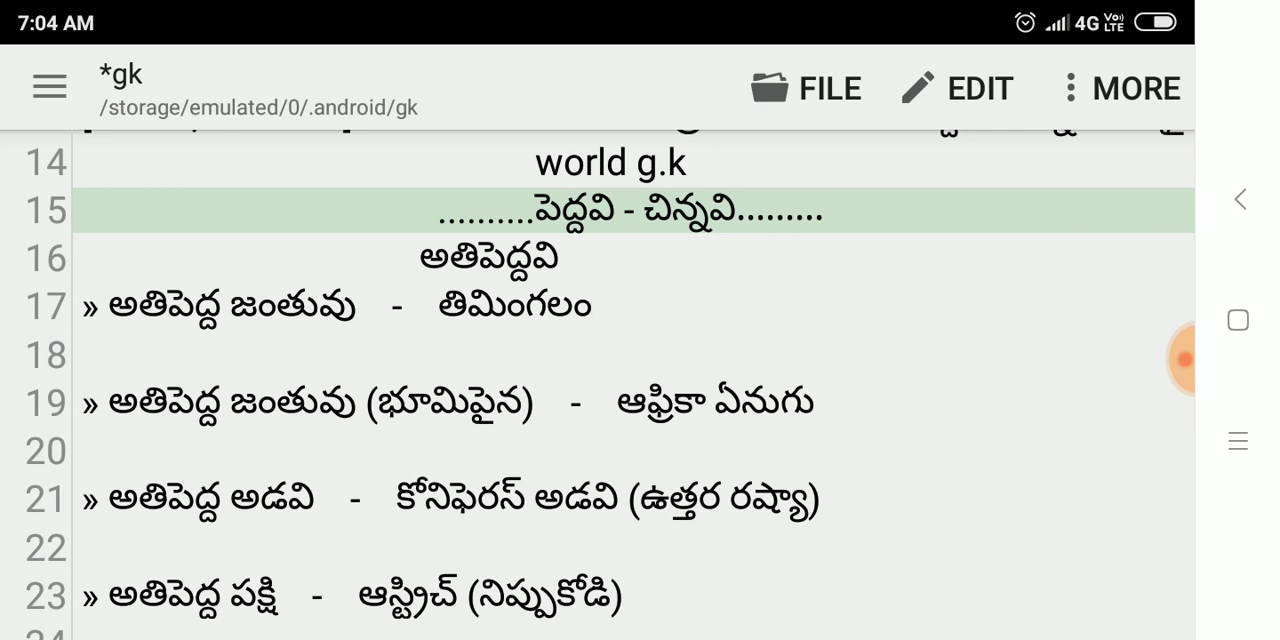 7:04 AM
4G Vo) LTE
*gk
/storage/emulated/0/.android/gk
FILE
EDIT
MORE
14 world g.k
15 ..........పెద్దవి - చిన్నవి.........
16 అతిపెద్దవి
17 » అతిపెద్ద జంతువు - తిమింగలం
18
19 » అతిపెద్ద జంతువు (భూమిపైన) - ఆఫ్రికా ఏనుగు
20
21 » అతిపెద్ద అడవి - కోనిఫెరస్ అడవి (ఉత్తర రష్యా)
22
23 » అతిపెద్ద పక్షి - ఆస్ట్రిచ్ (నిప్పుకోడి)